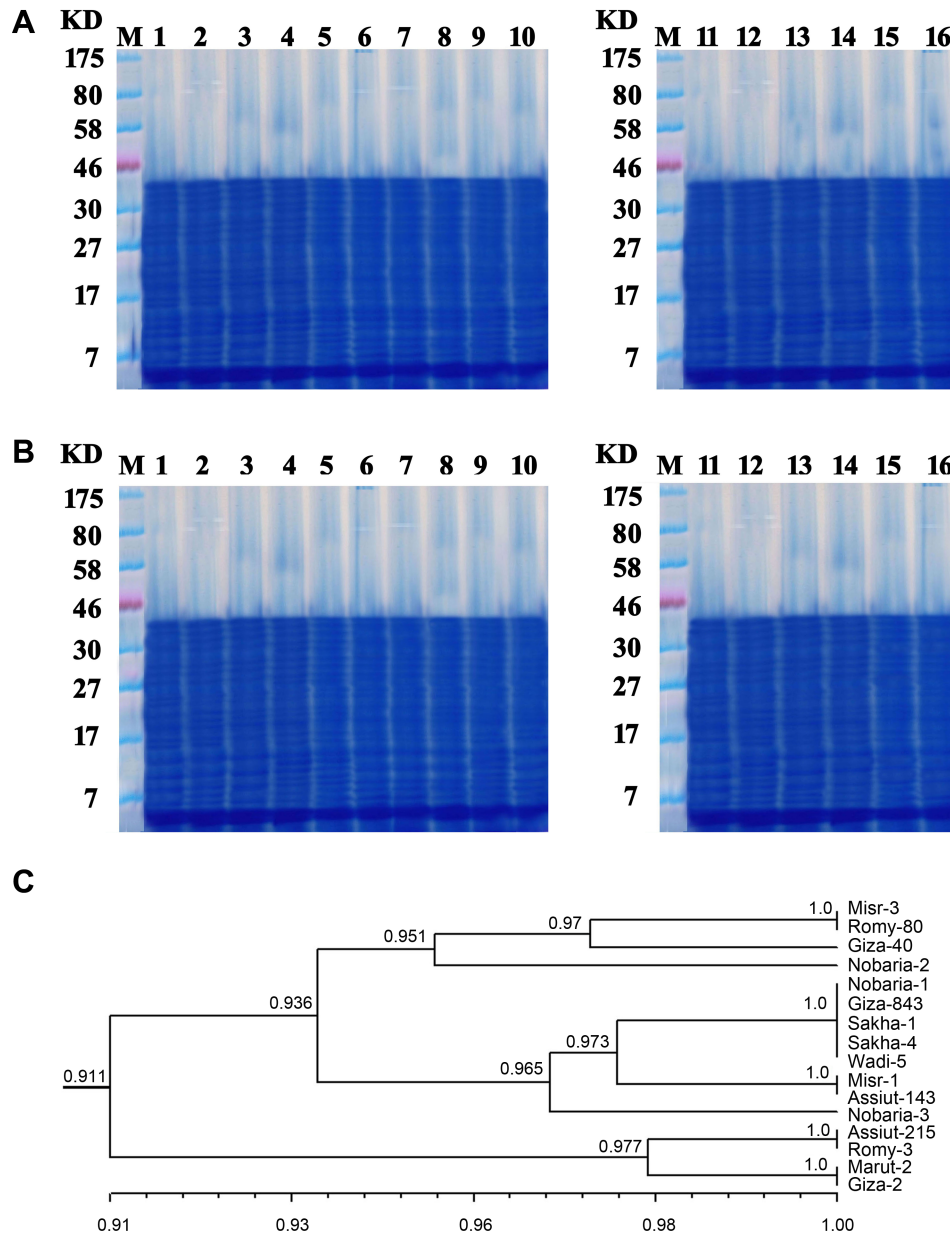 A
KD
M 1 2 3 4 5 6 7 8 9 10
175
80
58
46
30
27
17
7
KD
M 11 12 13 14 15 16
175
80
58
46
30
27
17
7
B
KD
M 1 2 3 4 5 6 7 8 9 10
175
80
58
46
30
27
17
7
KD
M 11 12 13 14 15 16
175
80
58
46
30
27
17
7
C
1.0 Misr-3
Romy-80
0.97
Giza-40
0.951
Nobaria-2
Nobaria-1
0.936
1.0 Giza-843
Sakha-1
0.973
Sakha-4
Wadi-5
0.965
1.0 Misr-1
0.911
Assiut-143
Nobaria-3
1.0 Assiut-215
0.977
Romy-3
1.0 Marut-2
Giza-2
0.91 0.93 0.96 0.98 1.00